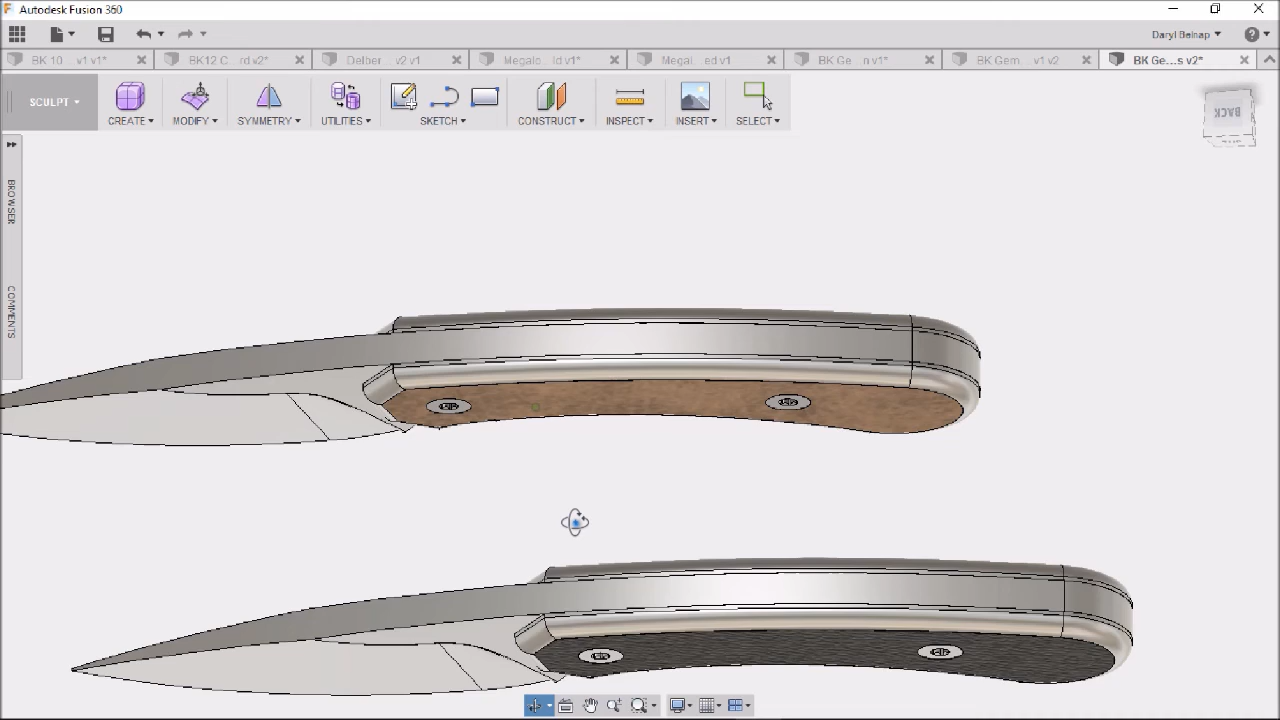 Autodesk Fusion 360
Daryl Belnap
BK 10 v1 v1*
BK12 C rd v2*
Delber v2 v1
Megalo ld v1*
Megal ed v1
BK Ge n v1*
BK Gem v1 v2
BK Ge...s v2*
SCULPT
CREATE
MODIFY
SYMMETRY
UTILITIES
SKETCH
CONSTRUCT
INSPECT
INSERT
SELECT
BACK
BROWSER
COMMENTS